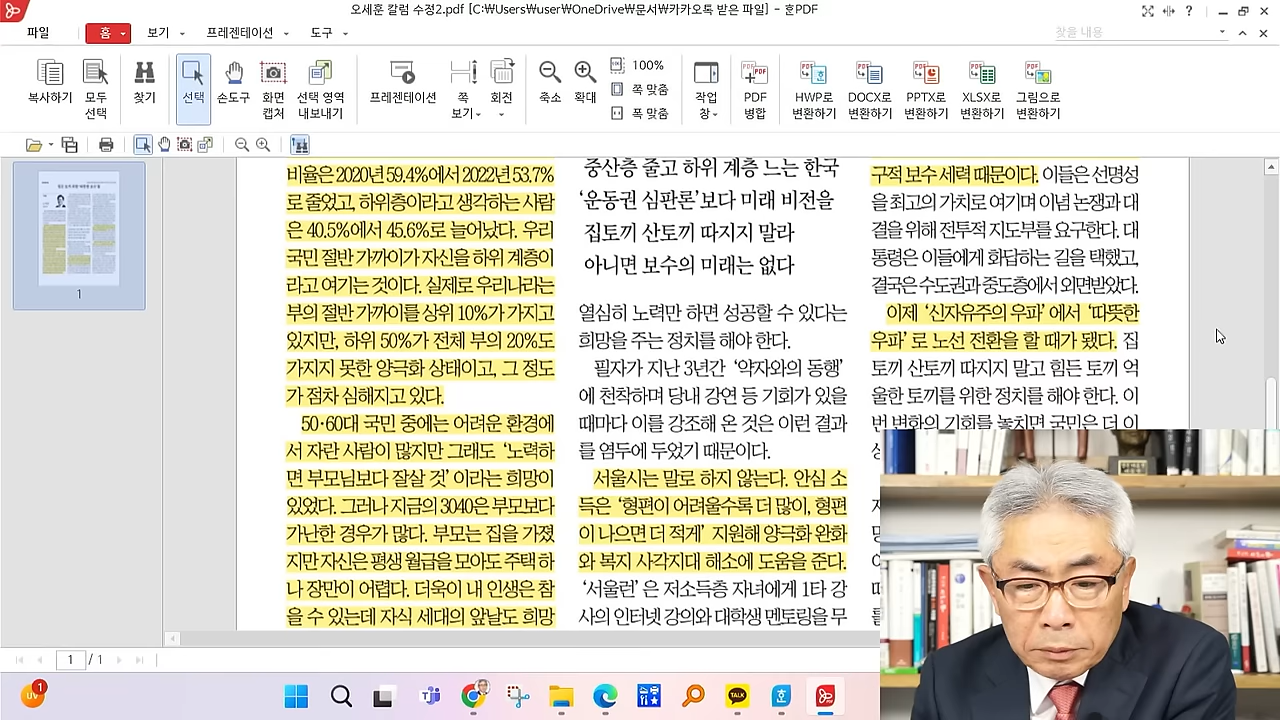 오세훈 칼럼 수정2.pdf [C:₩Users₩user₩OneDrive₩문서₩카카오톡 받은 파일] - 훈PDF
파일
홈
보기
프레젠테이션
도구
찾을 내용
복사하기
모두 선택
찾기
선택
손도구
화면 캡처
선택 영역 내보내기
프레젠테이션
쪽 보기
회전
축소
확대
100%
쪽 맞춤
폭 맞춤
작업 창
PDF 병합
HWP로 변환하기
DOCX로 변환하기
PPTX로 변환하기
XLSX로 변환하기
그림으로 변환하기
1
비율은 2020년 59.4%에서 2022년 53.7%
로 줄었고, 하위층이라고 생각하는 사람
은 40.5%에서 45.6%로 늘어났다. 우리
국민 절반 가까이가 자신을 하위 계층이
라고 여기는 것이다. 실제로 우리나라는
부의 절반 가까이를 상위 10%가 가지고
있지만, 하위 50%가 전체 부의 20%도
가지지 못한 양극화 상태이고, 그 정도
가 점차 심해지고 있다.
50·60대 국민 중에는 어려운 환경에
서 자란 사람이 많지만 그래도 ‘노력하
면 부모님보다 잘살 것’ 이라는 희망이
있었다. 그러나 지금의 3040은 부모보다
가난한 경우가 많다. 부모는 집을 가졌
지만 자신은 평생 월급을 모아도 주택 하
나 장만이 어렵다. 더욱이 내 인생은 참
을 수 있는데 자식 세대의 앞날도 희망
중산층 줄고 하위 계층 느는 한국
‘운동권 심판론’보다 미래 비전을
집토끼 산토끼 따지지 말라
아니면 보수의 미래는 없다
열심히 노력만 하면 성공할 수 있다는
희망을 주는 정치를 해야 한다.
필자가 지난 3년간 ‘약자와의 동행’
에 천착하며 당내 강연 등 기회가 있을
때마다 이를 강조해 온 것은 이런 결과
를 염두에 두었기 때문이다.
서울시는 말로 하지 않는다. 안심 소
득은 ‘형편이 어려울수록 더 많이, 형편
이 나으면 더 적게’ 지원해 양극화 완화
와 복지 사각지대 해소에 도움을 준다.
‘서울런’ 은 저소득층 자녀에게 1타 강
사의 인터넷 강의와 대학생 멘토링을 무
구적 보수 세력 때문이다. 이들은 선명성
을 최고의 가치로 여기며 이념 논쟁과 대
결을 위해 전투적 지도부를 요구한다. 대
통령은 이들에게 화답하는 길을 택했고,
결국은 수도권과 중도층에서 외면받았다.
이제 ‘신자유주의 우파’ 에서 ‘따뜻한
우파’ 로 노선 전환을 할 때가 됐다. 집
토끼 산토끼 따지지 말고 힘든 토끼 억
울한 토끼를 위한 정치를 해야 한다. 이
번 변화의 기회를 놓치면 국민은 더 이
1 / 1
UV 1
TALK